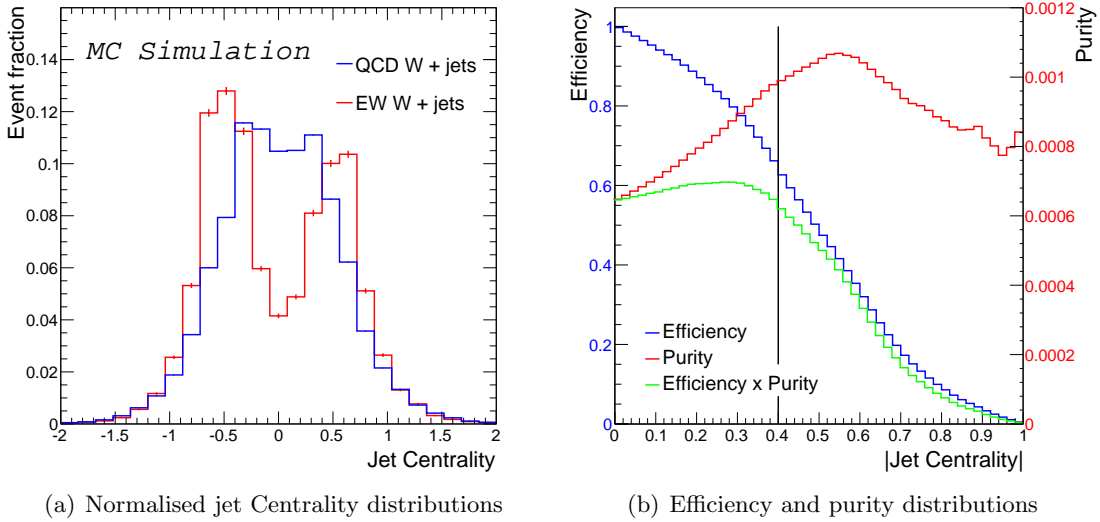 MC Simulation
QCD W + jets
EW W + jets
Event fraction
0.14
0.12
0.1
0.08
0.06
0.04
0.02
0
-2 -1.5 -1 -0.5 0 0.5 1 1.5 2
Jet Centrality
(a) Normalised jet Centrality distributions
Efficiency
1
0.8
0.6
0.4
0.2
0
Purity
0.0012
0.001
0.0008
0.0006
0.0004
0.0002
0
Efficiency
Purity
Efficiency x Purity
0 0.1 0.2 0.3 0.4 0.5 0.6 0.7 0.8 0.9 1
|Jet Centrality|
(b) Efficiency and purity distributions